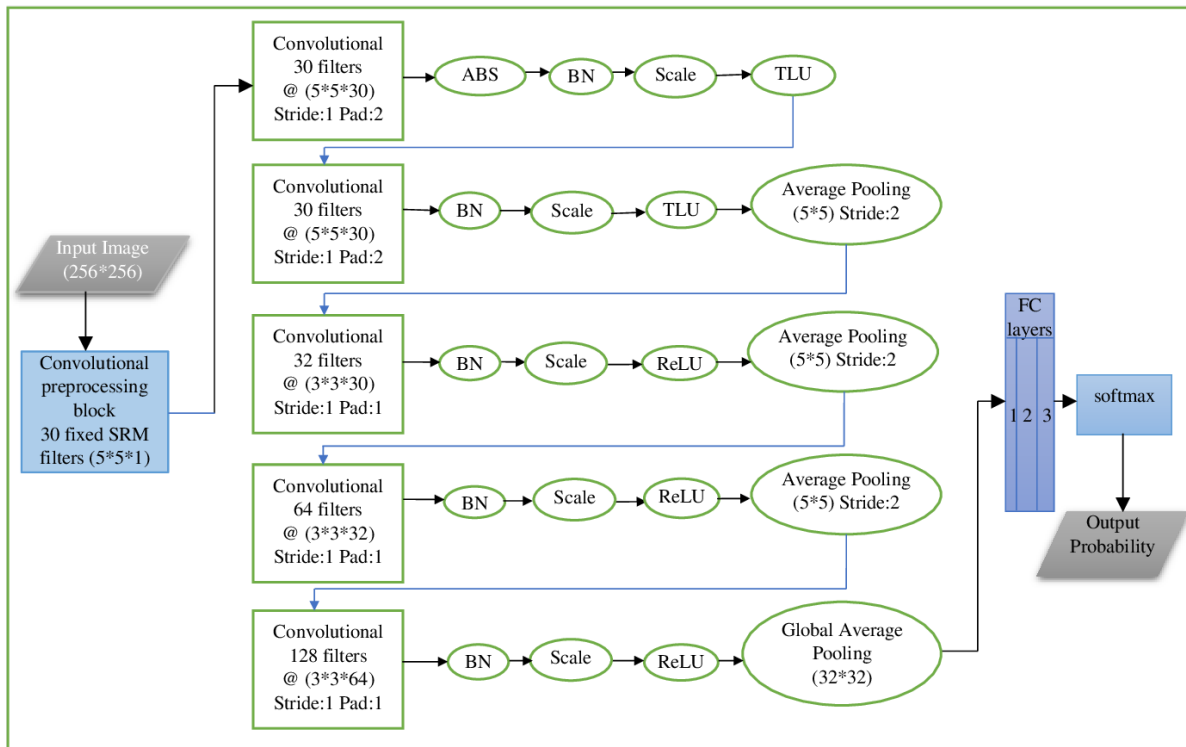 Input Image
(256*256)
Convolutional
preprocessing
block
30 fixed SRM
filters (5*5*1)
Convolutional
30 filters
@ (5*5*30)
Stride:1 Pad:2
ABS
BN
Scale
TLU
Convolutional
30 filters
@ (5*5*30)
Stride:1 Pad:2
BN
Scale
TLU
Average Pooling
(5*5) Stride:2
Convolutional
32 filters
@ (3*3*30)
Stride:1 Pad:1
BN
Scale
ReLU
Average Pooling
(5*5) Stride:2
Convolutional
64 filters
@ (3*3*32)
Stride:1 Pad:1
BN
Scale
ReLU
Average Pooling
(5*5) Stride:2
Convolutional
128 filters
@ (3*3*64)
Stride:1 Pad:1
BN
Scale
ReLU
Global Average
Pooling
(32*32)
FC
layers
1 2 3
softmax
Output
Probability